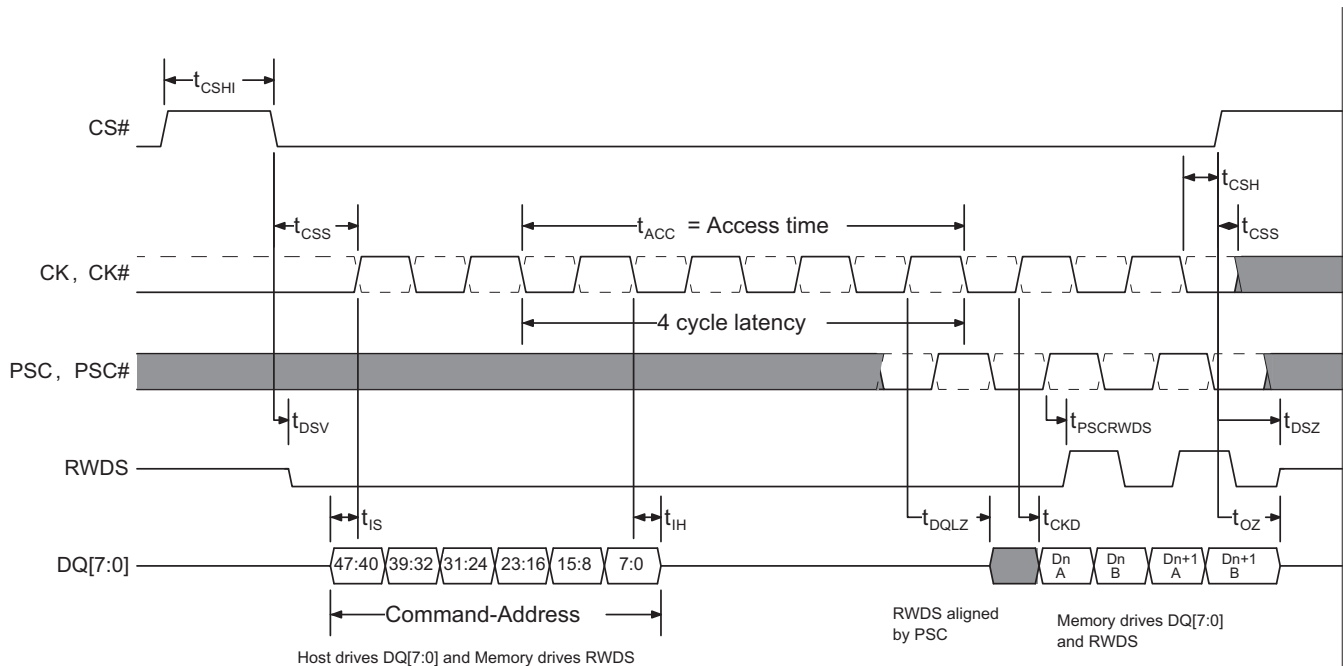 tCSHI
CS#
tCSH
tCSS
tACC = Access time
tCSS
CK, CK#
4 cycle latency
PSC, PSC#
tDSV
tPSCRWDS
tDSZ
RWDS
tIS
tIH
tDQLZ
tCKD
tOZ
DQ[7:0]
47:40
39:32
31:24
23:16
15:8
7:0
Dn
A
Dn
B
Dn+1
A
Dn+1
B
Command-Address
RWDS aligned
by PSC
Memory drives DQ[7:0]
and RWDS
Host drives DQ[7:0] and Memory drives RWDS